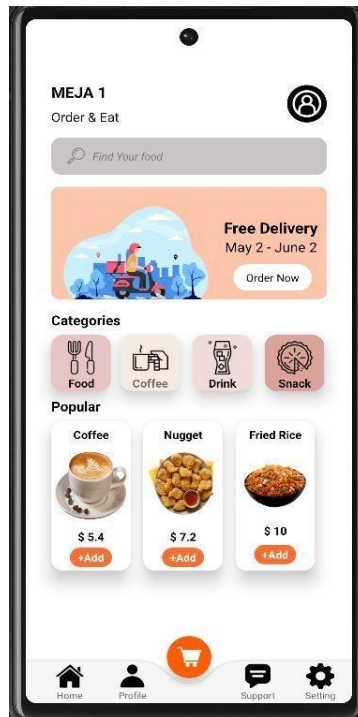 MEJA 1
Order & Eat
Find Your food
Free Delivery
May 2 - June 2
Order Now
Categories
Food
Coffee
Drink
Snack
Popular
Coffee
Nugget
Fried Rice
$ 5.4
$ 7.2
$ 10
+Add
+Add
+Add
Home
Profile
Support
Setting